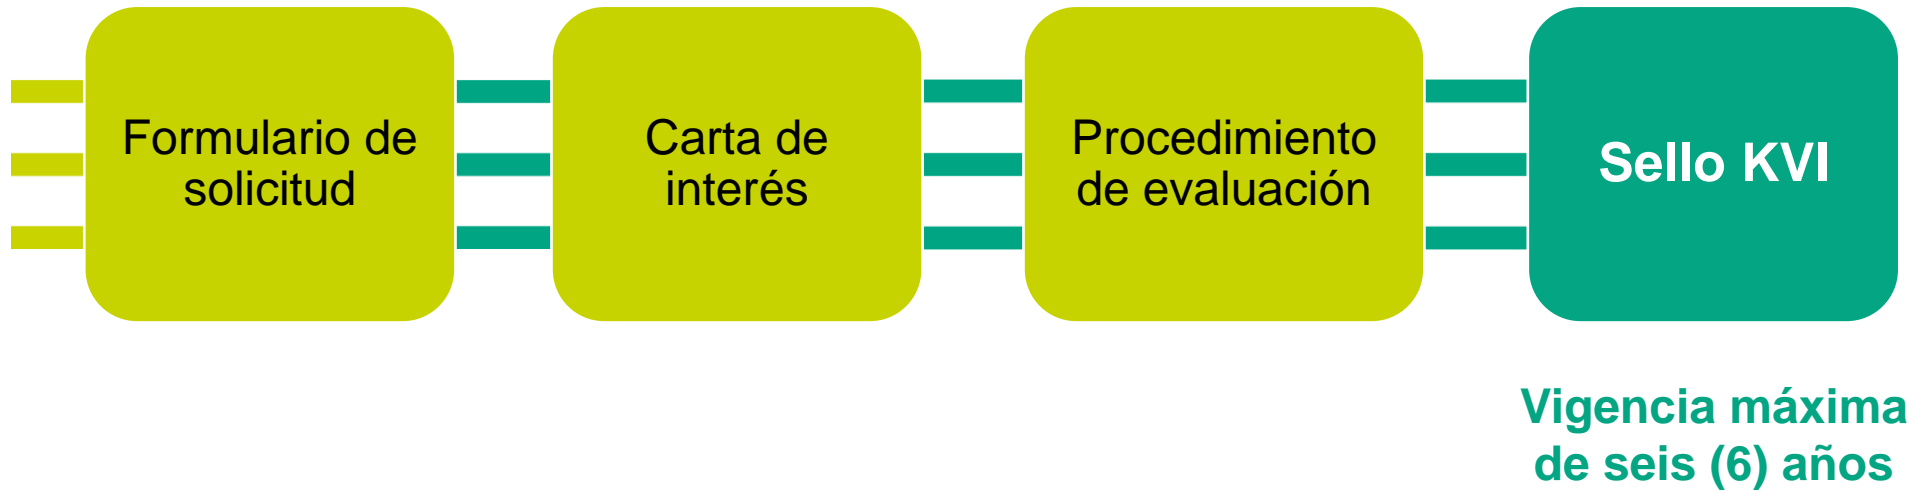 Formulario de
solicitud
Carta de
interés
Procedimiento
de evaluación
Sello KVI
Vigencia máxima
de seis (6) años